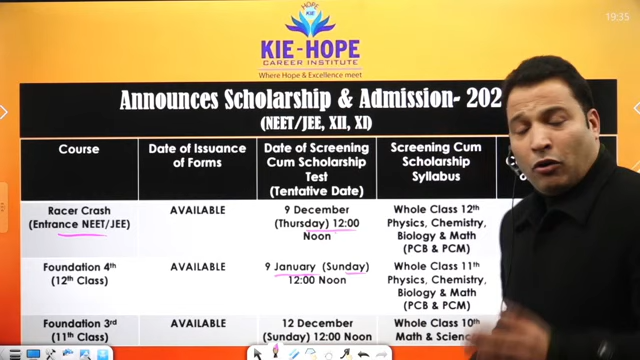 19:35
HOPE
KIE
KIE-HOPE
CAREER INSTITUTE
Where Hope & Excellence meet
Announces Scholarship & Admission- 202
(NEET/JEE, XII, XI)
Course
Date of Issuance
of Forms
Date of Screening
Cum Scholarship
Test
(Tentative Date)
Screening Cum
Scholarship
Syllabus
Racer Crash
(Entrance NEET/JEE)
AVAILABLE
9 December
(Thursday) 12:00
Noon
Whole Class 12th
Physics, Chemistry,
Biology & Math
(PCB & PCM)
Foundation 4th
(12th Class)
AVAILABLE
9 January (Sunday)
12:00 Noon
Whole Class 11th
Physics, Chemistry,
Biology & Math
(PCB & PCM)
Foundation 3rd
(11th Class)
AVAILABLE
12 December
(Sunday) 12:00 Noon
Whole Class 10th
Math & Scienc